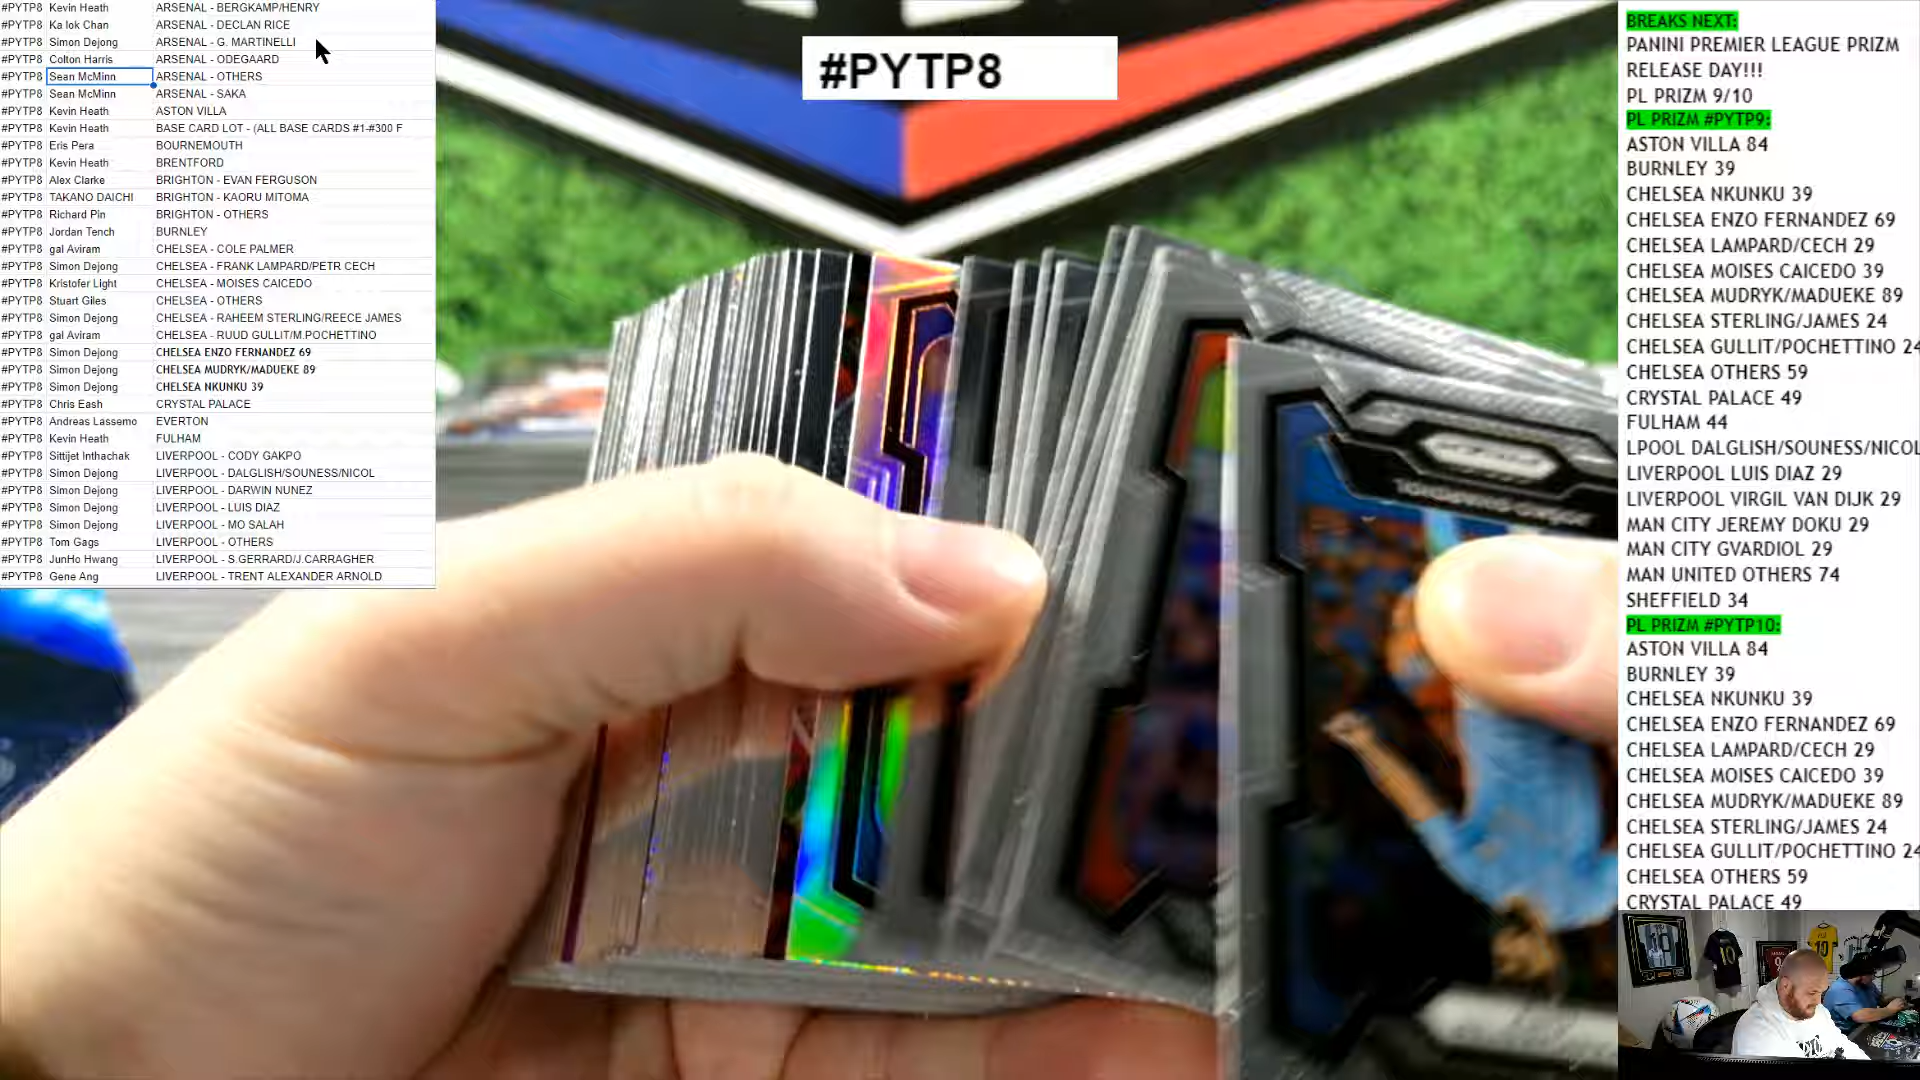 #PYTP8 Kevin Heath ARSENAL - BERGKAMP/HENRY
#PYTP8 Ka lok Chan ARSENAL - DECLAN RICE
#PYTP8 Simon Dejong ARSENAL - G. MARTINELLI
#PYTP8 Colton Harris ARSENAL - ODEGAARD
#PYTP8 Sean McMinn ARSENAL - OTHERS
#PYTP8 Sean McMinn ARSENAL - SAKA
#PYTP8 Kevin Heath ASTON VILLA
#PYTP8 Kevin Heath BASE CARD LOT - (ALL BASE CARDS #1-#300 F
#PYTP8 Eris Pera BOURNEMOUTH
#PYTP8 Kevin Heath BRENTFORD
#PYTP8 Alex Clarke BRIGHTON - EVAN FERGUSON
#PYTP8 TAKANO DAICHI BRIGHTON - KAORU MITOMA
#PYTP8 Richard Pin BRIGHTON - OTHERS
#PYTP8 Jordan Tench BURNLEY
#PYTP8 gal Aviram CHELSEA - COLE PALMER
#PYTP8 Simon Dejong CHELSEA - FRANK LAMPARD/PETR CECH
#PYTP8 Kristofer Light CHELSEA - MOISES CAICEDO
#PYTP8 Stuart Giles CHELSEA - OTHERS
#PYTP8 Simon Dejong CHELSEA - RAHEEM STERLING/REECE JAMES
#PYTP8 gal Aviram CHELSEA - RUUD GULLIT/M.POCHETTINO
#PYTP8 Simon Dejong CHELSEA ENZO FERNANDEZ 69
#PYTP8 Simon Dejong CHELSEA MUDRYK/MADUEKE 89
#PYTP8 Simon Dejong CHELSEA NKUNKU 39
#PYTP8 Chris Eash CRYSTAL PALACE
#PYTP8 Andreas Lassemo EVERTON
#PYTP8 Kevin Heath FULHAM
#PYTP8 Sittijet Inthachak LIVERPOOL - CODY GAKPO
#PYTP8 Simon Dejong LIVERPOOL - DALGLISH/SOUNESS/NICOL
#PYTP8 Simon Dejong LIVERPOOL - DARWIN NUNEZ
#PYTP8 Simon Dejong LIVERPOOL - LUIS DIAZ
#PYTP8 Simon Dejong LIVERPOOL - MO SALAH
#PYTP8 Tom Gags LIVERPOOL - OTHERS
#PYTP8 JunHo Hwang LIVERPOOL - S.GERRARD/J.CARRAGHER
#PYTP8 Gene Ang LIVERPOOL - TRENT ALEXANDER ARNOLD
#PYTP8
BREAKS NEXT:
PANINI PREMIER LEAGUE PRIZM
RELEASE DAY!!!
PL PRIZM 9/10
PL PRIZM #PYTP9:
ASTON VILLA 84
BURNLEY 39
CHELSEA NKUNKU 39
CHELSEA ENZO FERNANDEZ 69
CHELSEA LAMPARD/CECH 29
CHELSEA MOISES CAICEDO 39
CHELSEA MUDRYK/MADUEKE 89
CHELSEA STERLING/JAMES 24
CHELSEA GULLIT/POCHETTINO 24
CHELSEA OTHERS 59
CRYSTAL PALACE 49
FULHAM 44
LPOOL DALGLISH/SOUNESS/NICOL
LIVERPOOL LUIS DIAZ 29
LIVERPOOL VIRGIL VAN DIJK 29
MAN CITY JEREMY DOKU 29
MAN CITY GVARDIOL 29
MAN UNITED OTHERS 74
SHEFFIELD 34
PL PRIZM #PYTP10:
ASTON VILLA 84
BURNLEY 39
CHELSEA NKUNKU 39
CHELSEA ENZO FERNANDEZ 69
CHELSEA LAMPARD/CECH 29
CHELSEA MOISES CAICEDO 39
CHELSEA MUDRYK/MADUEKE 89
CHELSEA STERLING/JAMES 24
CHELSEA GULLIT/POCHETTINO 24
CHELSEA OTHERS 59
CRYSTAL PALACE 49